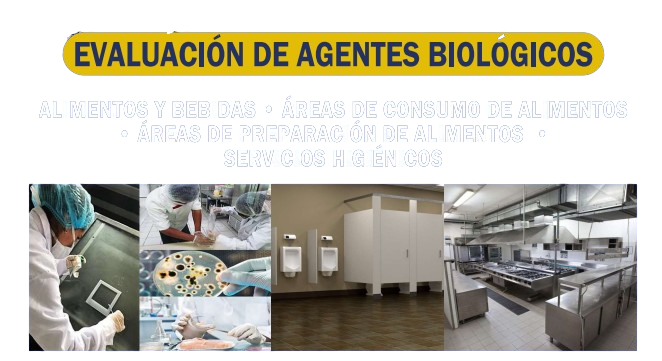 EVALUACIÓN DE AGENTES BIOLÓGICOS
AL MENTOS Y BEB DAS • ÁREAS DE CONSUMO DE AL MENTOS
• ÁREAS DE PREPARAC ÓN DE AL MENTOS •
SERV C OS H G ÉN COS